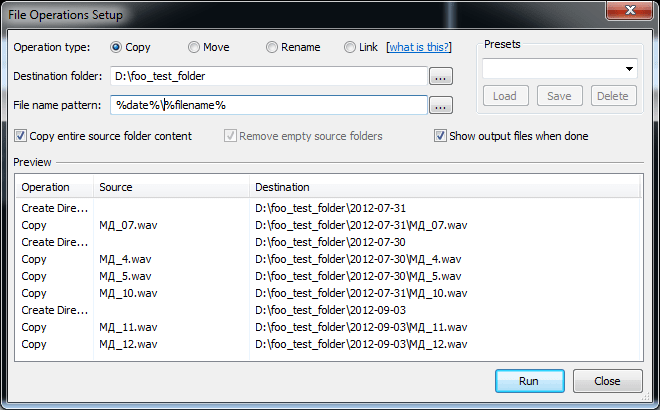 File Operations Setup
Operation type: Copy Move Rename Link [what is this?]
Presets
Destination folder: D:\foo_test_folder ...
File name pattern: %date%\%filename% ...
Load Save Delete
Copy entire source folder content Remove empty source folders Show output files when done
Preview
Operation Source Destination
Create Dire... D:\foo_test_folder\2012-07-31
Copy МД_07.wav D:\foo_test_folder\2012-07-31\МД_07.wav
Create Dire... D:\foo_test_folder\2012-07-30
Copy МД_4.wav D:\foo_test_folder\2012-07-30\МД_4.wav
Copy МД_5.wav D:\foo_test_folder\2012-07-30\МД_5.wav
Copy МД_10.wav D:\foo_test_folder\2012-07-31\МД_10.wav
Create Dire... D:\foo_test_folder\2012-09-03
Copy МД_11.wav D:\foo_test_folder\2012-09-03\МД_11.wav
Copy МД_12.wav D:\foo_test_folder\2012-09-03\МД_12.wav
Run Close